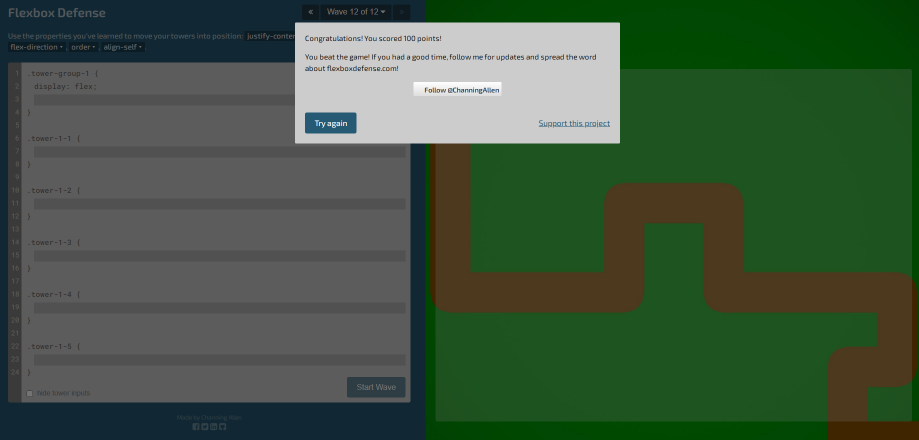 Flexbox Defense
«
Wave 12 of 12
»
Use the properties you've learned to move your towers into position:
flex-direction , order , align-self .
Congratulations! You scored 100 points!
You beat the game! If you had a good time, follow me for updates and spread the word
about flexboxdefense.com!
Follow @ChanningAllen
Try again
Support this project
1 .tower-group-1 {
2 display: flex;
3
4 }
5
6 .tower-1-1 {
7
8 }
9
10 .tower-1-2 {
11
12 }
13
14 .tower-1-3 {
15
16 }
17
18 .tower-1-4 {
19
20 }
21
22 .tower-1-5 {
23
24 }
hide tower inputs
Start Wave
Made by Channing Allen